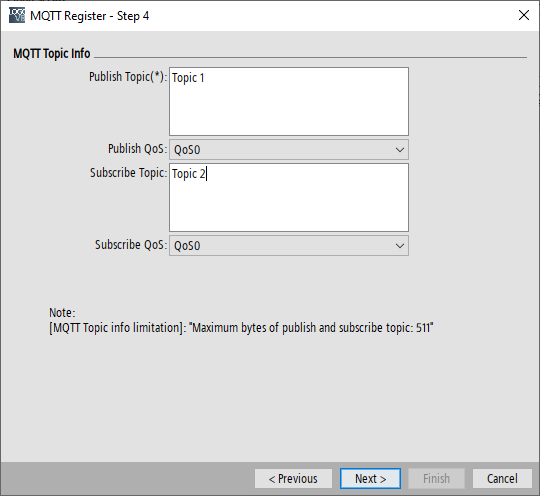 MQTT Register - Step 4
MQTT Topic Info
Publish Topic(*): Topic 1
Publish QoS: QoS0
Subscribe Topic: Topic 2
Subscribe QoS: QoS0
Note:
[MQTT Topic info limitation]: "Maximum bytes of publish and subscribe topic: 511"
< Previous Next > Finish Cancel